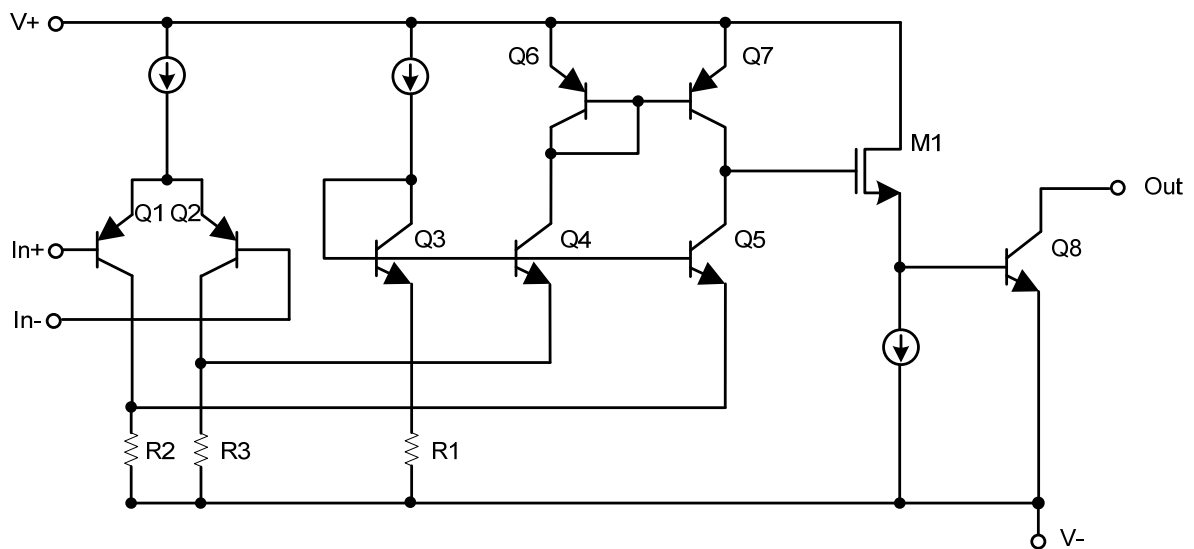 V+
Q6
Q7
M1
Q1
Q2
Out
In+
Q3
Q4
Q5
Q8
In-
R2
R3
R1
V-